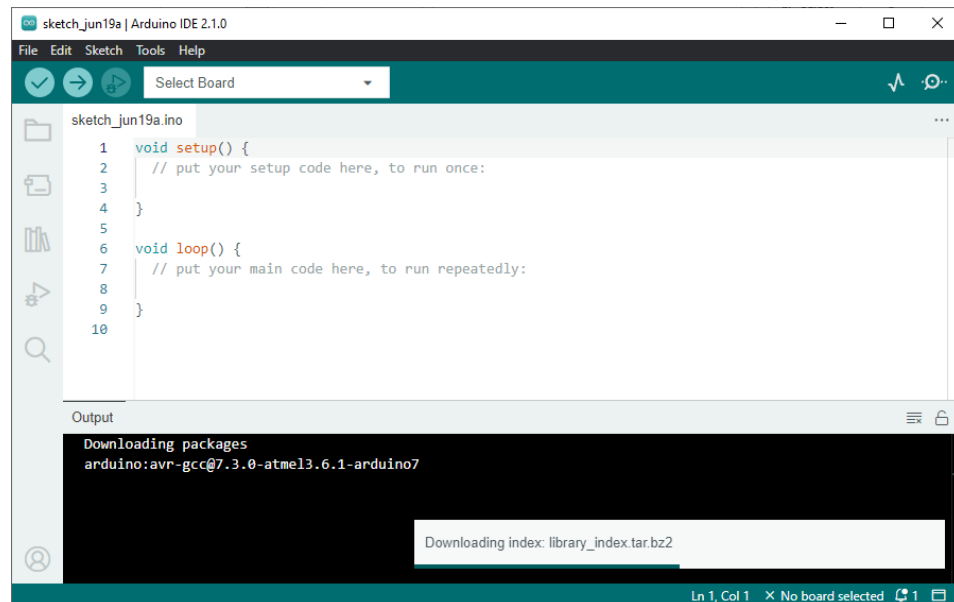 sketch_jun19a | Arduino IDE 2.1.0
File Edit Sketch Tools Help
Select Board
sketch_jun19a.ino
1 void setup() {
2 // put your setup code here, to run once:
3
4 }
5
6 void loop() {
7 // put your main code here, to run repeatedly:
8
9 }
10
Output
Downloading packages
arduino:avr-gcc@7.3.0-atmel3.6.1-arduino7
Downloading index: library_index.tar.bz2
Ln 1, Col 1 × No board selected 1